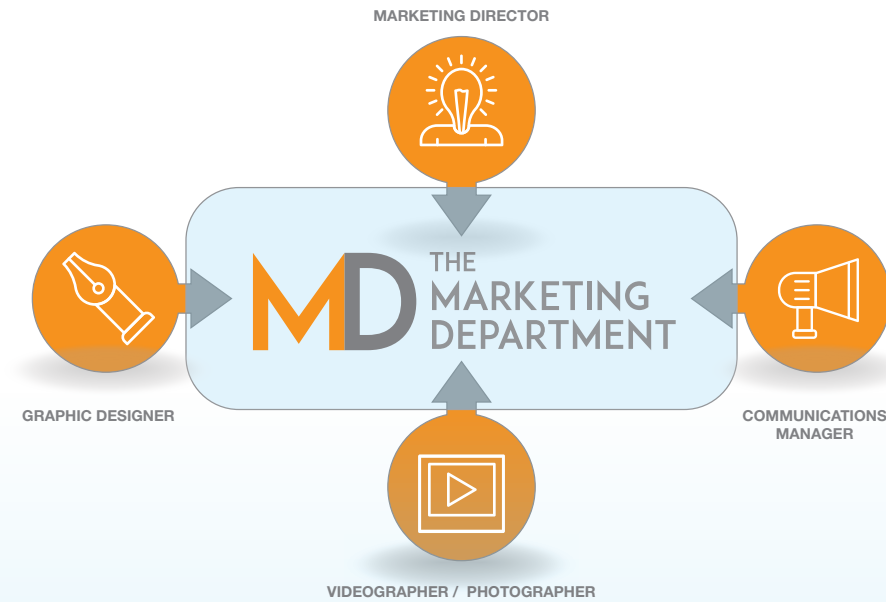 MARKETING DIRECTOR
MD
THE
MARKETING
DEPARTMENT
GRAPHIC DESIGNER
COMMUNICATIONS
MANAGER
VIDEOGRAPHER / PHOTOGRAPHER